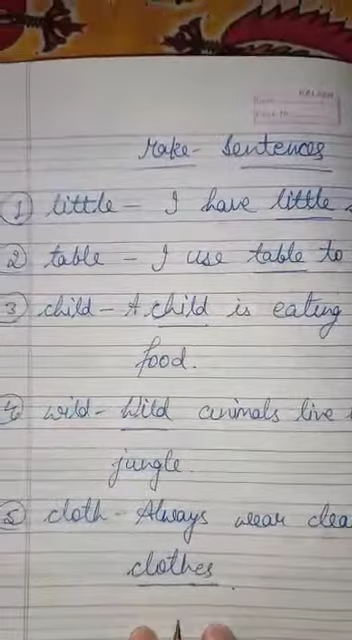 Make- Sentences
① little - I have little
② table - I use table to
③ child - A child is eating
food.
④ wild - Wild animals live
jungle.
⑤ cloth - Always wear
clothes